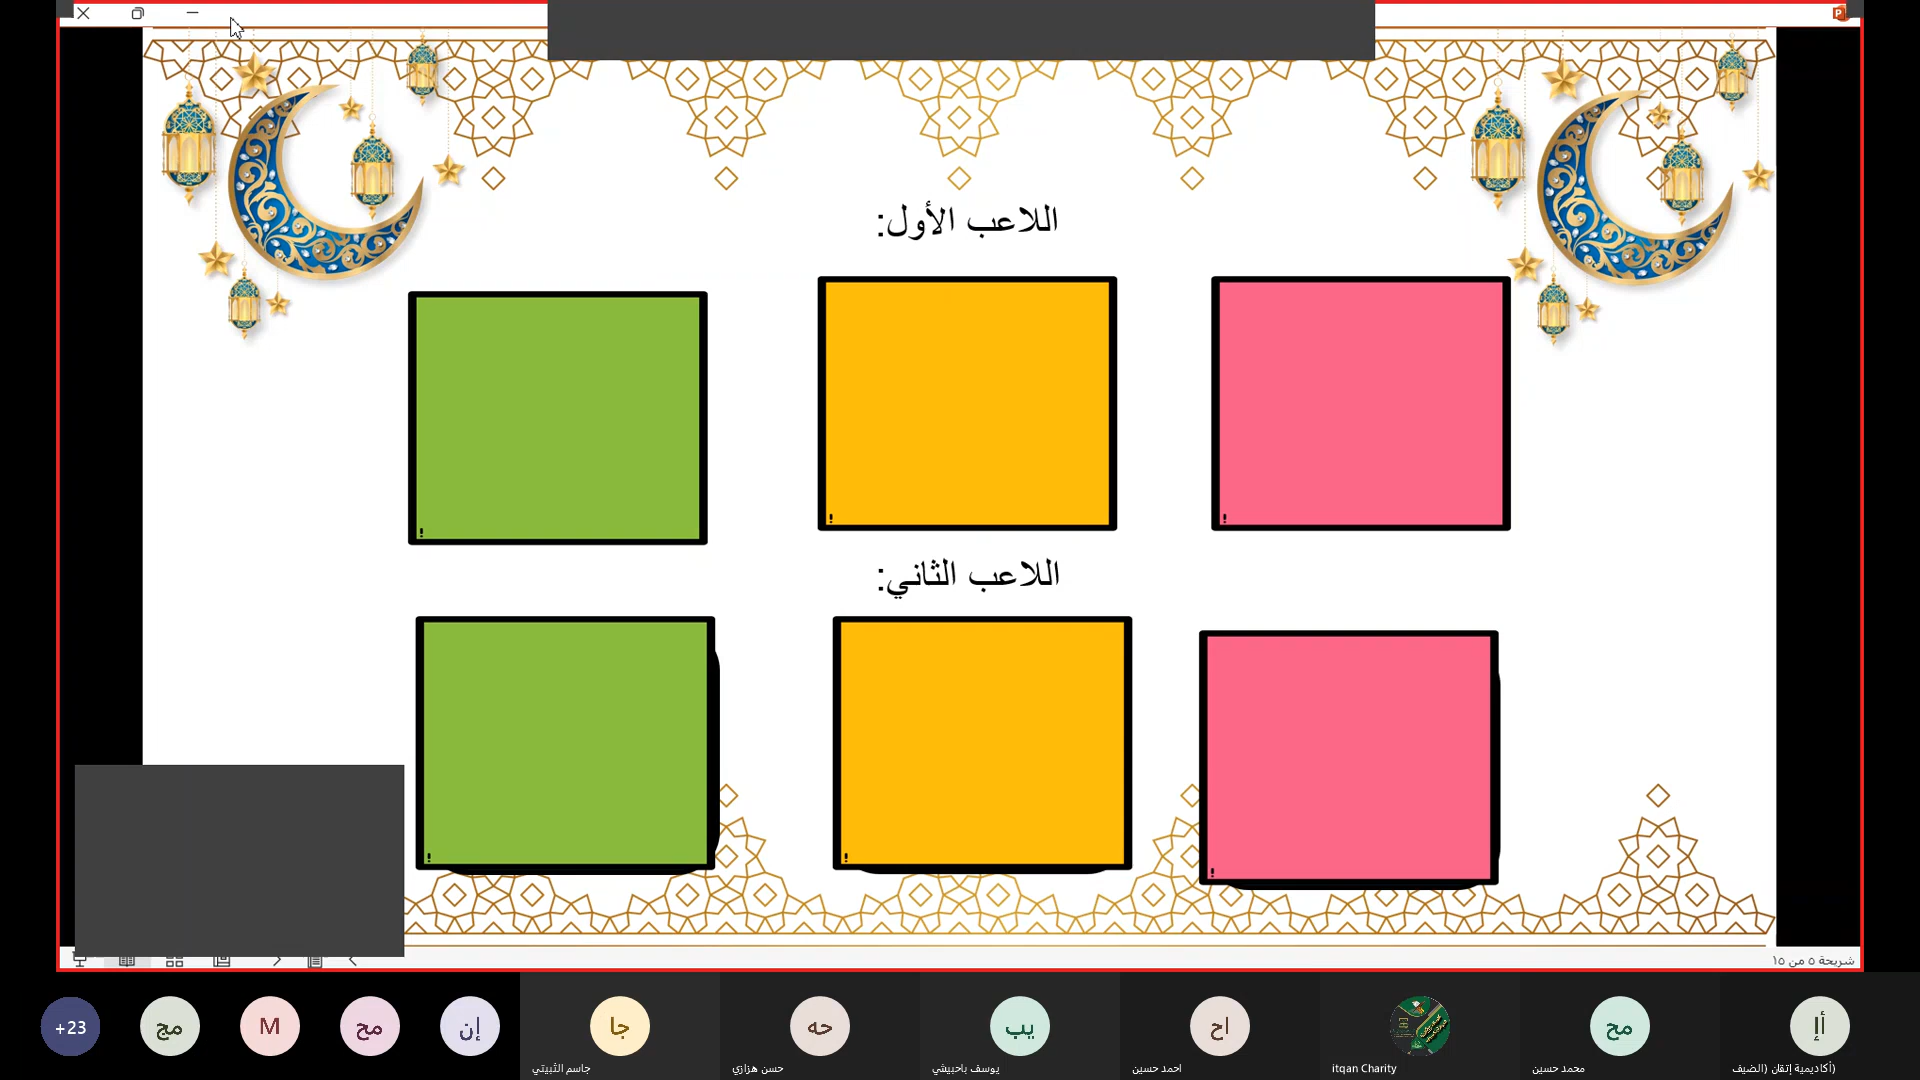 اللاعب الأول:
!
!
!
اللاعب الثاني:
!
!
!
شريحة ٥ من ١٥
+23
مج
M
مح
إن
جا
حه
يب
اح
مح
أإ
جاسم الثبيتي
حسن هزازي
يوسف باحبيشي
احمد حسين
itqan Charity
محمد حسين
أكاديمية إتقان (الضيف)